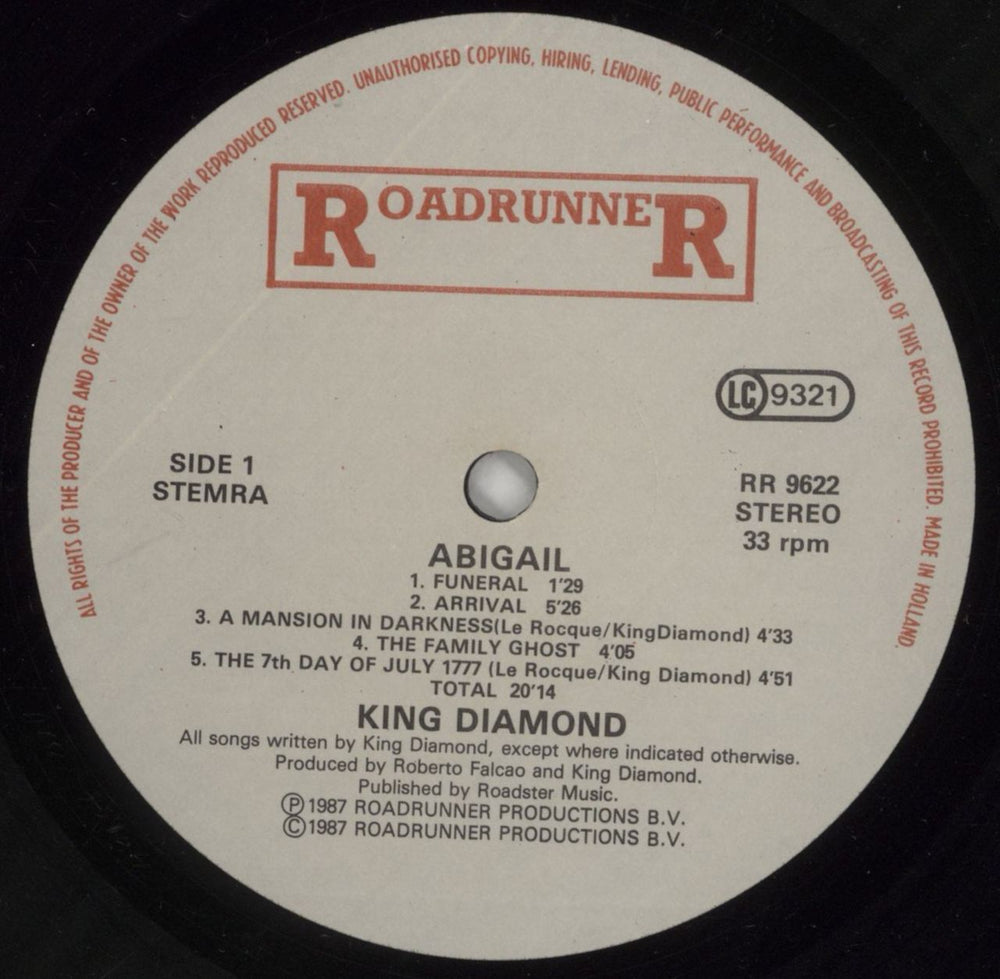 ALL RIGHTS OF THE PRODUCER AND OF THE OWNER OF THE WORK REPRODUCED RESERVED. UNAUTHORISED COPYING, HIRING, LENDING, PUBLIC PERFORMANCE AND BROADCASTING OF THIS RECORD PROHIBITED. MADE IN HOLLAND.
ROADRUNNER
LC 9321
SIDE 1
STEMRA
RR 9622
STEREO
33 rpm
ABIGAIL
1. FUNERAL 1'29
2. ARRIVAL 5'26
3. A MANSION IN DARKNESS(Le Rocque/KingDiamond) 4'33
4. THE FAMILY GHOST 4'05
5. THE 7th DAY OF JULY 1777 (Le Rocque/King Diamond) 4'51
TOTAL 20'14
KING DIAMOND
All songs written by King Diamond, except where indicated otherwise.
Produced by Roberto Falcao and King Diamond.
Published by Roadster Music.
Ⓟ1987 ROADRUNNER PRODUCTIONS B.V.
©1987 ROADRUNNER PRODUCTIONS B.V.